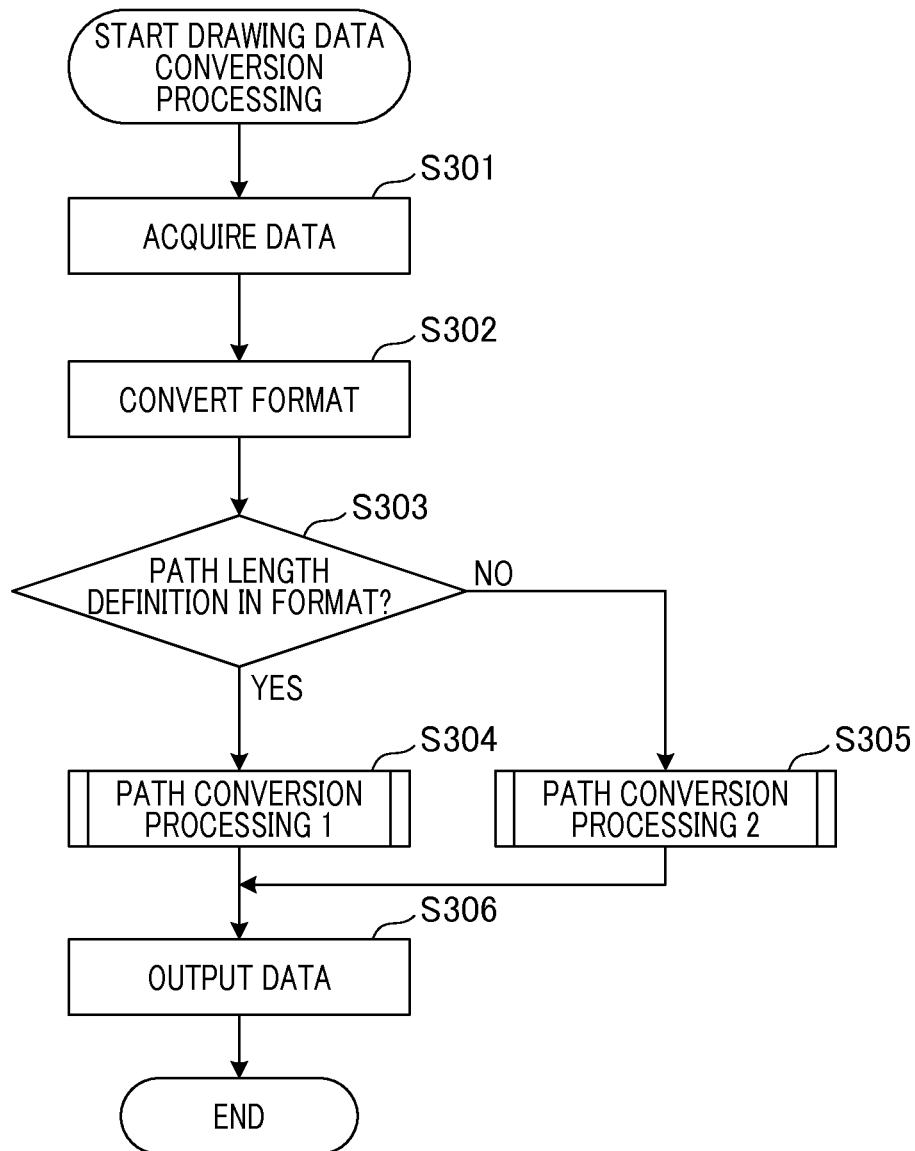 START DRAWING DATA
CONVERSION
PROCESSING
S301
ACQUIRE DATA
S302
CONVERT FORMAT
S303
PATH LENGTH
DEFINITION IN FORMAT?
NO
YES
S304
PATH CONVERSION
PROCESSING 1
S305
PATH CONVERSION
PROCESSING 2
S306
OUTPUT DATA
END